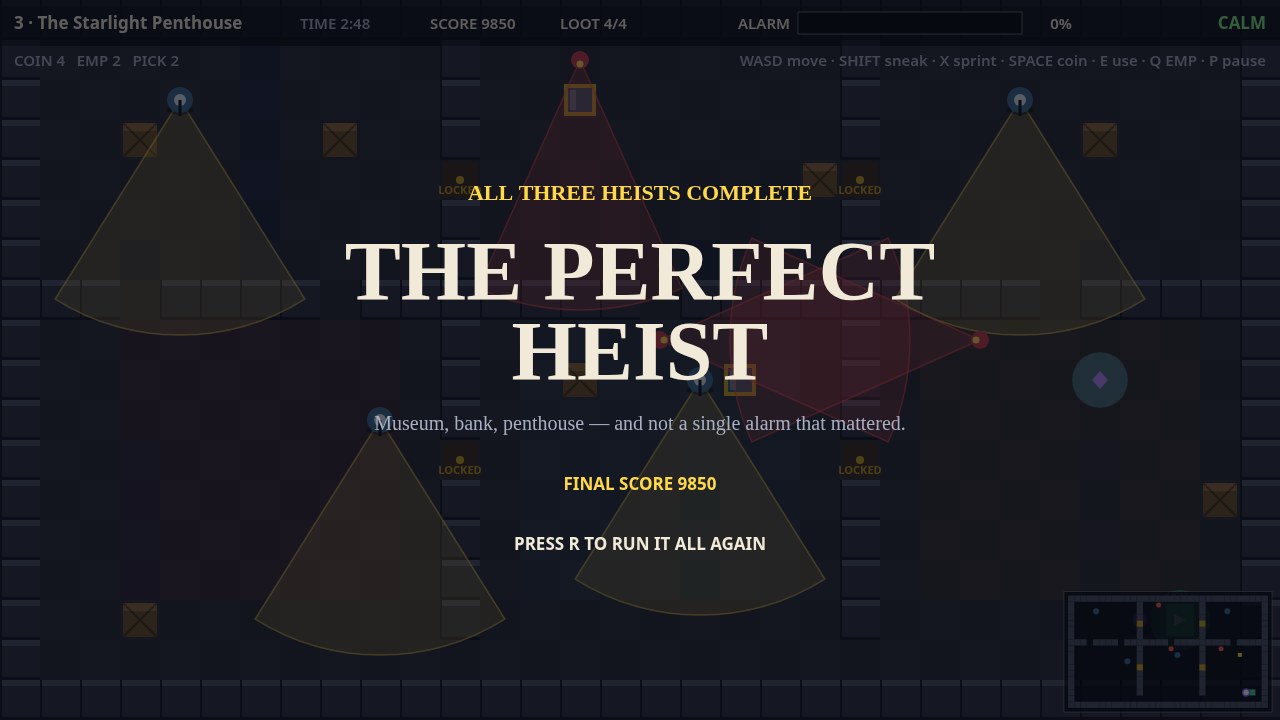 3 · The Starlight Penthouse TIME 2:48 SCORE 9850 LOOT 4/4 ALARM 0% CALM
COIN 4 EMP 2 PICK 2 WASD move · SHIFT sneak · X sprint · SPACE coin · E use · Q EMP · P pause
LOCKED LOCKED
ALL THREE HEISTS COMPLETE
THE PERFECT
HEIST
Museum, bank, penthouse — and not a single alarm that mattered.
LOCKED LOCKED
FINAL SCORE 9850
PRESS R TO RUN IT ALL AGAIN